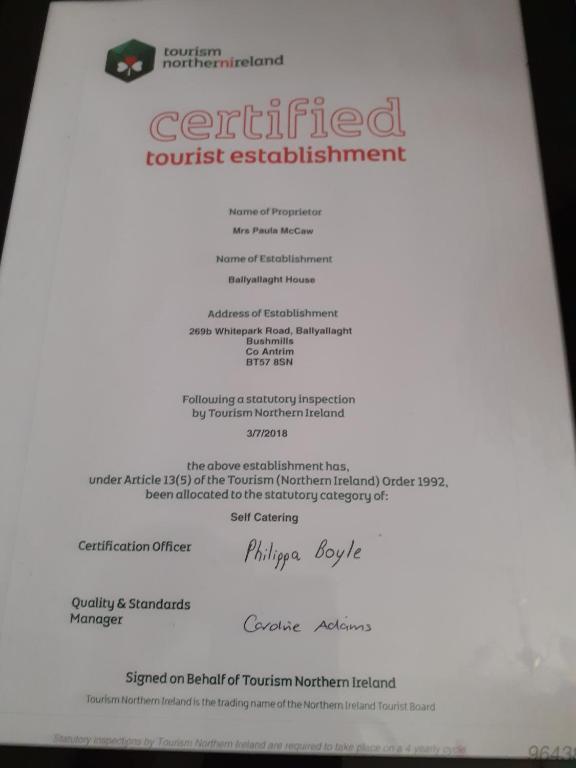 tourism
northernireland
certified
tourist establishment
Name of Proprietor
Mrs Paula McCaw
Name of Establishment
Ballyallaght House
Address of Establishment
269b Whitepark Road, Ballyallaght
Bushmills
Co Antrim
BT57 8SN
Following a statutory inspection
by Tourism Northern Ireland
3/7/2018
the above establishment has,
under Article 13(5) of the Tourism (Northern Ireland) Order 1992,
been allocated to the statutory category of:
Self Catering
Certification Officer
Philippa Boyle
Quality & Standards
Manager
Caroline Adams
Signed on Behalf of Tourism Northern Ireland
Tourism Northern Ireland is the trading name of the Northern Ireland Tourist Board
Statutory inspections by Tourism Northern Ireland are required to take place on a 4 yearly cycle